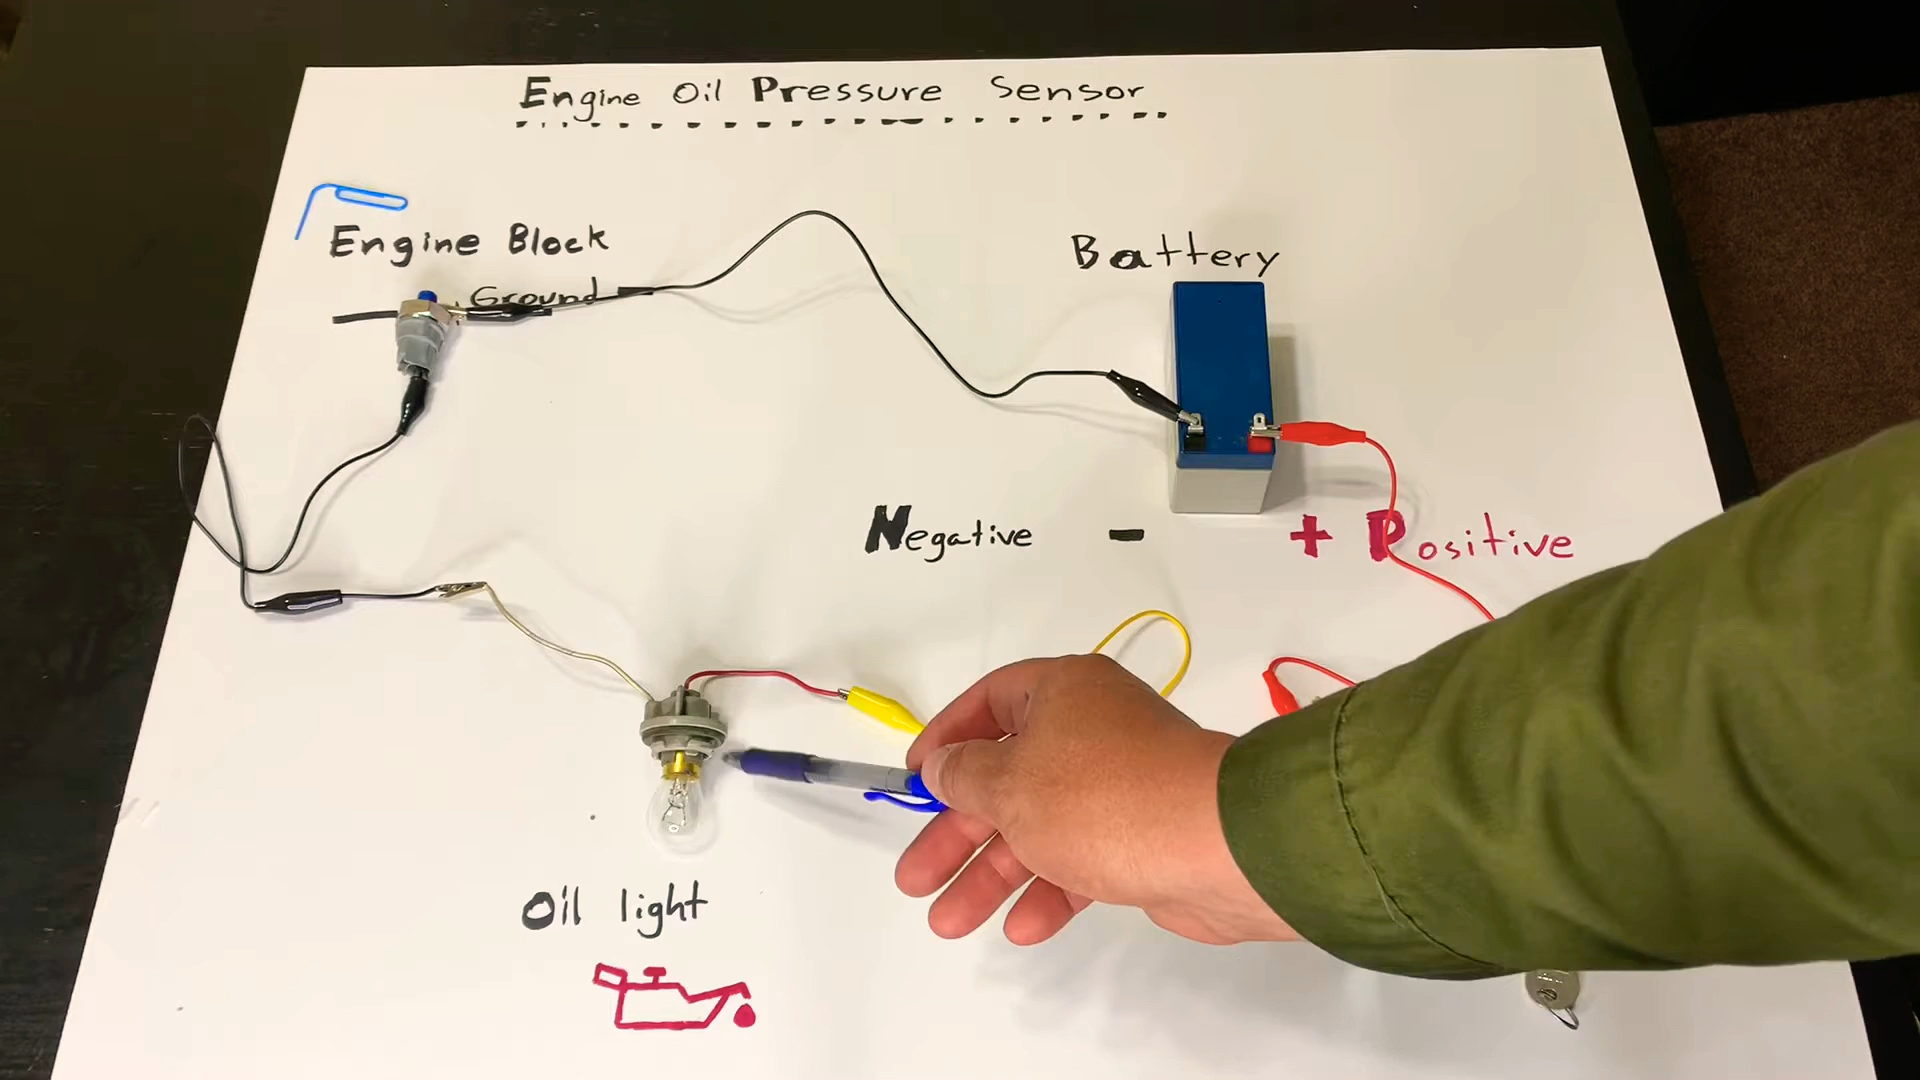 Engine Oil Pressure Sensor
Engine Block
Ground
Battery
Negative - + Positive
Oil light